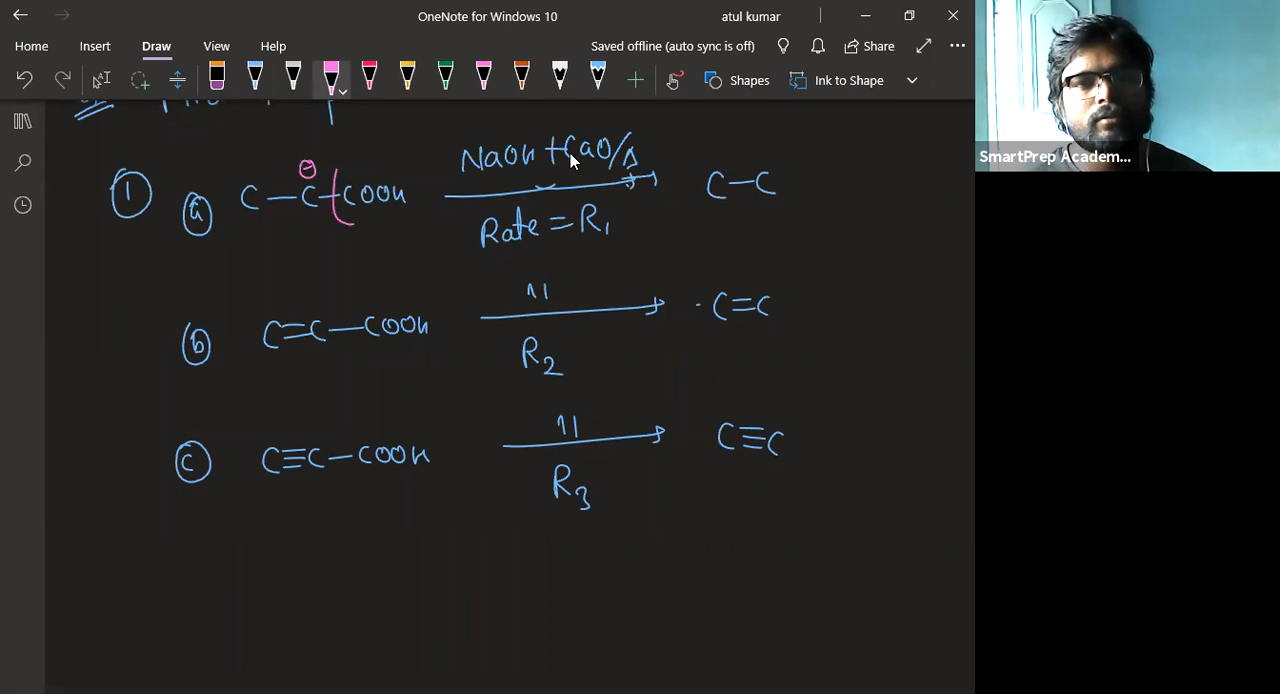 OneNote for Windows 10
atul kumar
Home Insert Draw View Help
Saved offline (auto sync is off)
Share
Shapes
Ink to Shape
SmartPrep Academ...
① ⓐ C—C—COOH NaOH + CaO/Δ C—C
⊖
Rate = R₁
ⓑ C=C—COOH 〃 C=C
R₂
ⓒ C≡C—COOH 〃 C≡C
R₃